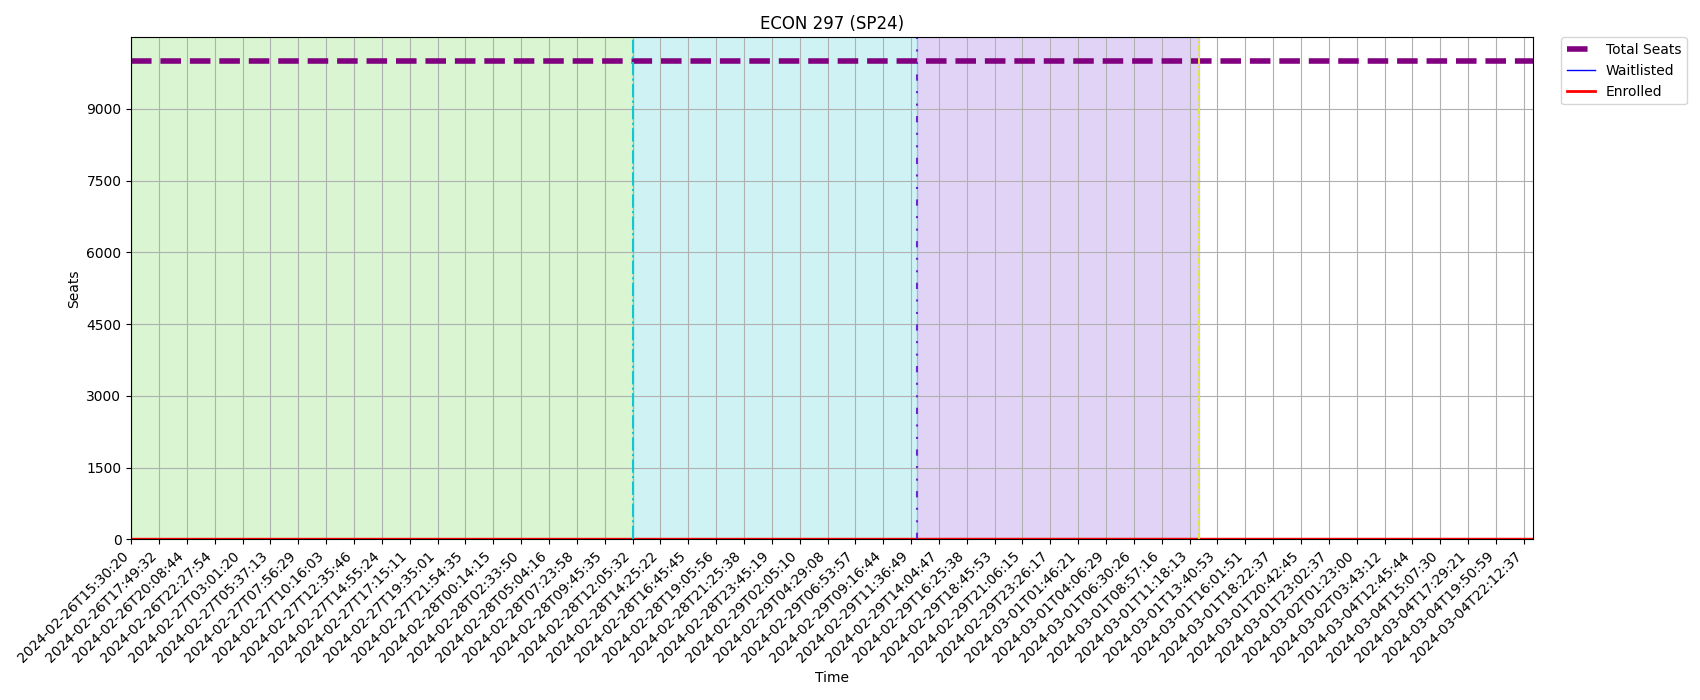 ECON 297 (SP24)
Total Seats
Waitlisted
Enrolled
Seats
9000
7500
6000
4500
3000
1500
0
2024-02-26T15:30:20
2024-02-26T17:49:32
2024-02-26T20:08:44
2024-02-26T22:27:54
2024-02-27T03:01:20
2024-02-27T05:37:13
2024-02-27T07:56:29
2024-02-27T10:16:03
2024-02-27T12:35:46
2024-02-27T14:55:24
2024-02-27T17:15:11
2024-02-27T19:35:01
2024-02-27T21:54:35
2024-02-28T00:14:15
2024-02-28T02:33:50
2024-02-28T05:04:16
2024-02-28T07:23:58
2024-02-28T09:45:35
2024-02-28T12:05:32
2024-02-28T14:25:22
2024-02-28T16:45:45
2024-02-28T19:05:56
2024-02-28T21:25:38
2024-02-28T23:45:19
2024-02-29T02:05:10
2024-02-29T04:29:08
2024-02-29T06:53:57
2024-02-29T09:16:44
2024-02-29T11:36:49
2024-02-29T14:04:47
2024-02-29T16:25:38
2024-02-29T18:45:53
2024-02-29T21:06:15
2024-02-29T23:26:17
2024-03-01T01:46:21
2024-03-01T04:06:29
2024-03-01T06:30:26
2024-03-01T08:57:16
2024-03-01T11:18:13
2024-03-01T13:40:53
2024-03-01T16:01:51
2024-03-01T18:22:37
2024-03-01T20:42:45
2024-03-01T23:02:37
2024-03-02T01:23:00
2024-03-02T03:43:12
2024-03-04T12:45:44
2024-03-04T15:07:30
2024-03-04T17:29:21
2024-03-04T19:50:59
2024-03-04T22:12:37
Time